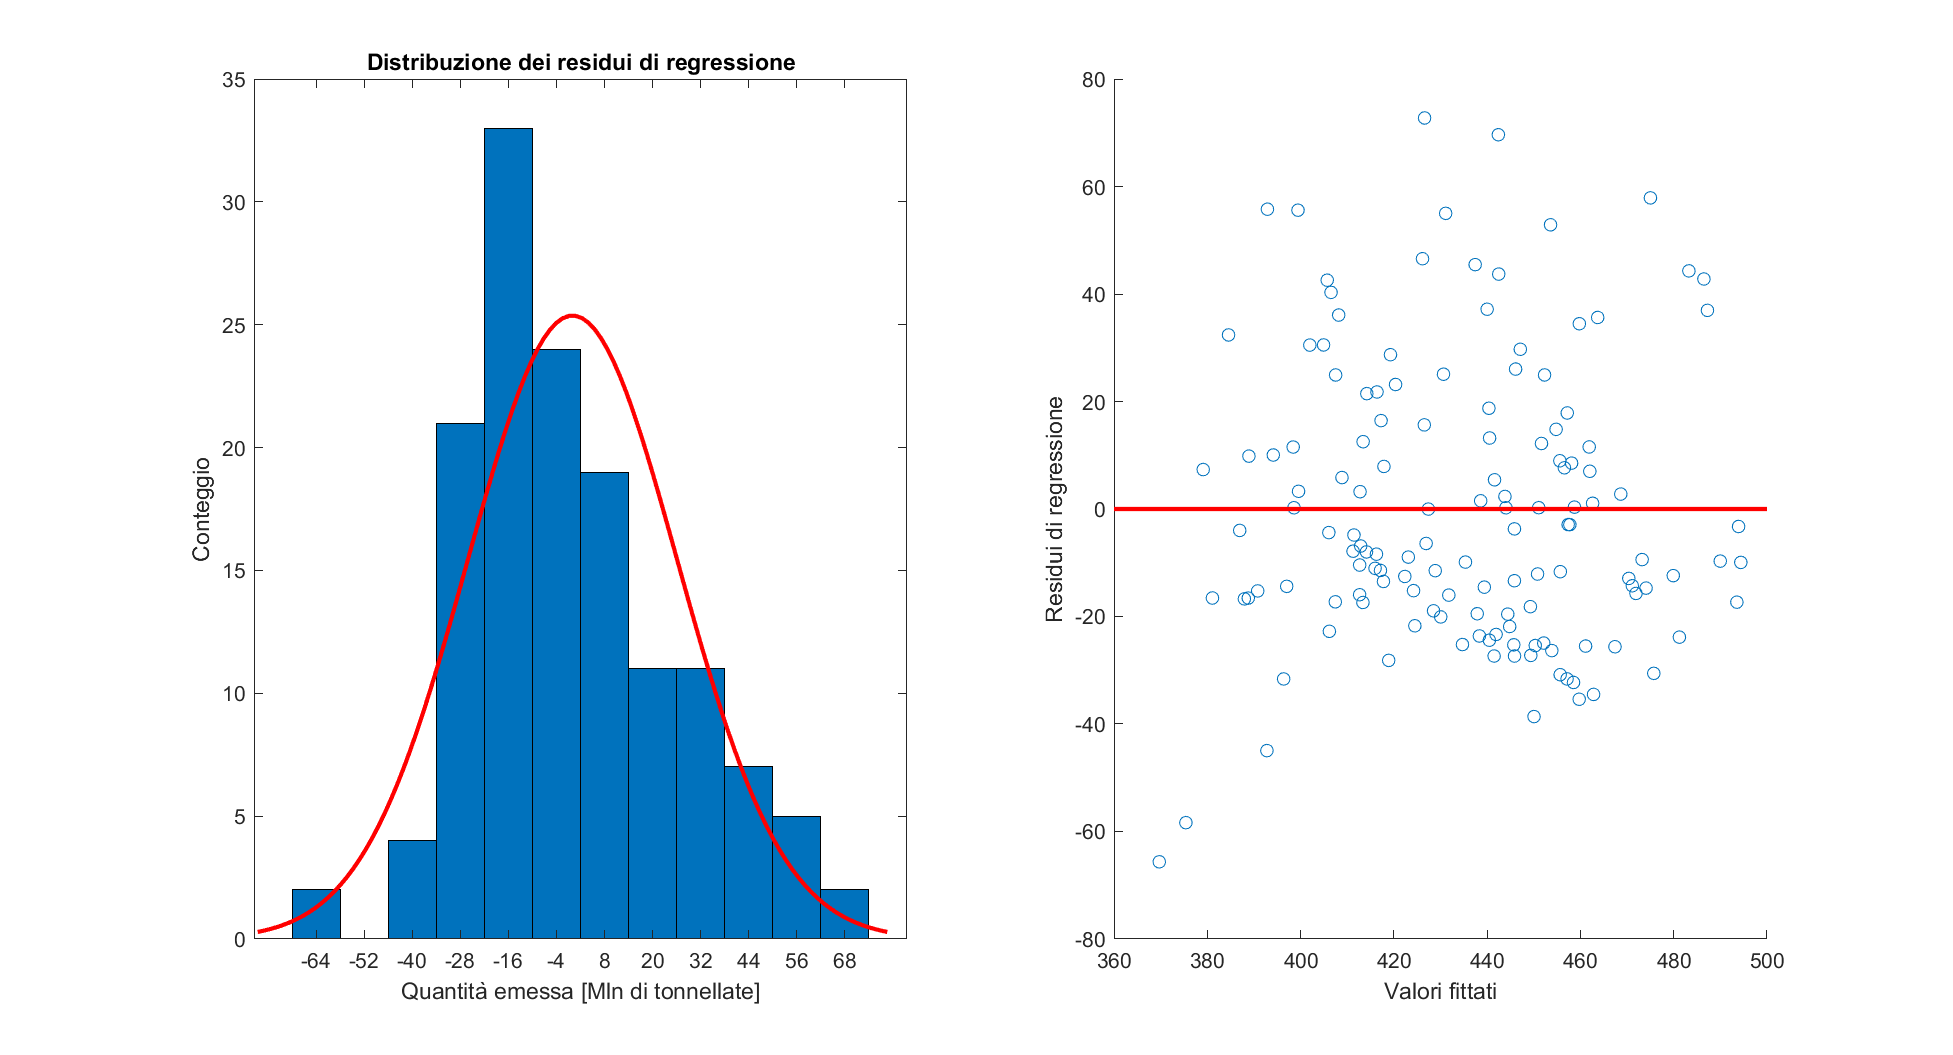 Distribuzione dei residui di regressione
35
30
25
20
15
10
5
0
Conteggio
-64 -52 -40 -28 -16 -4 8 20 32 44 56 68
Quantità emessa [Mln di tonnellate]
80
60
40
20
0
-20
-40
-60
-80
Residui di regressione
360 380 400 420 440 460 480 500
Valori fittati